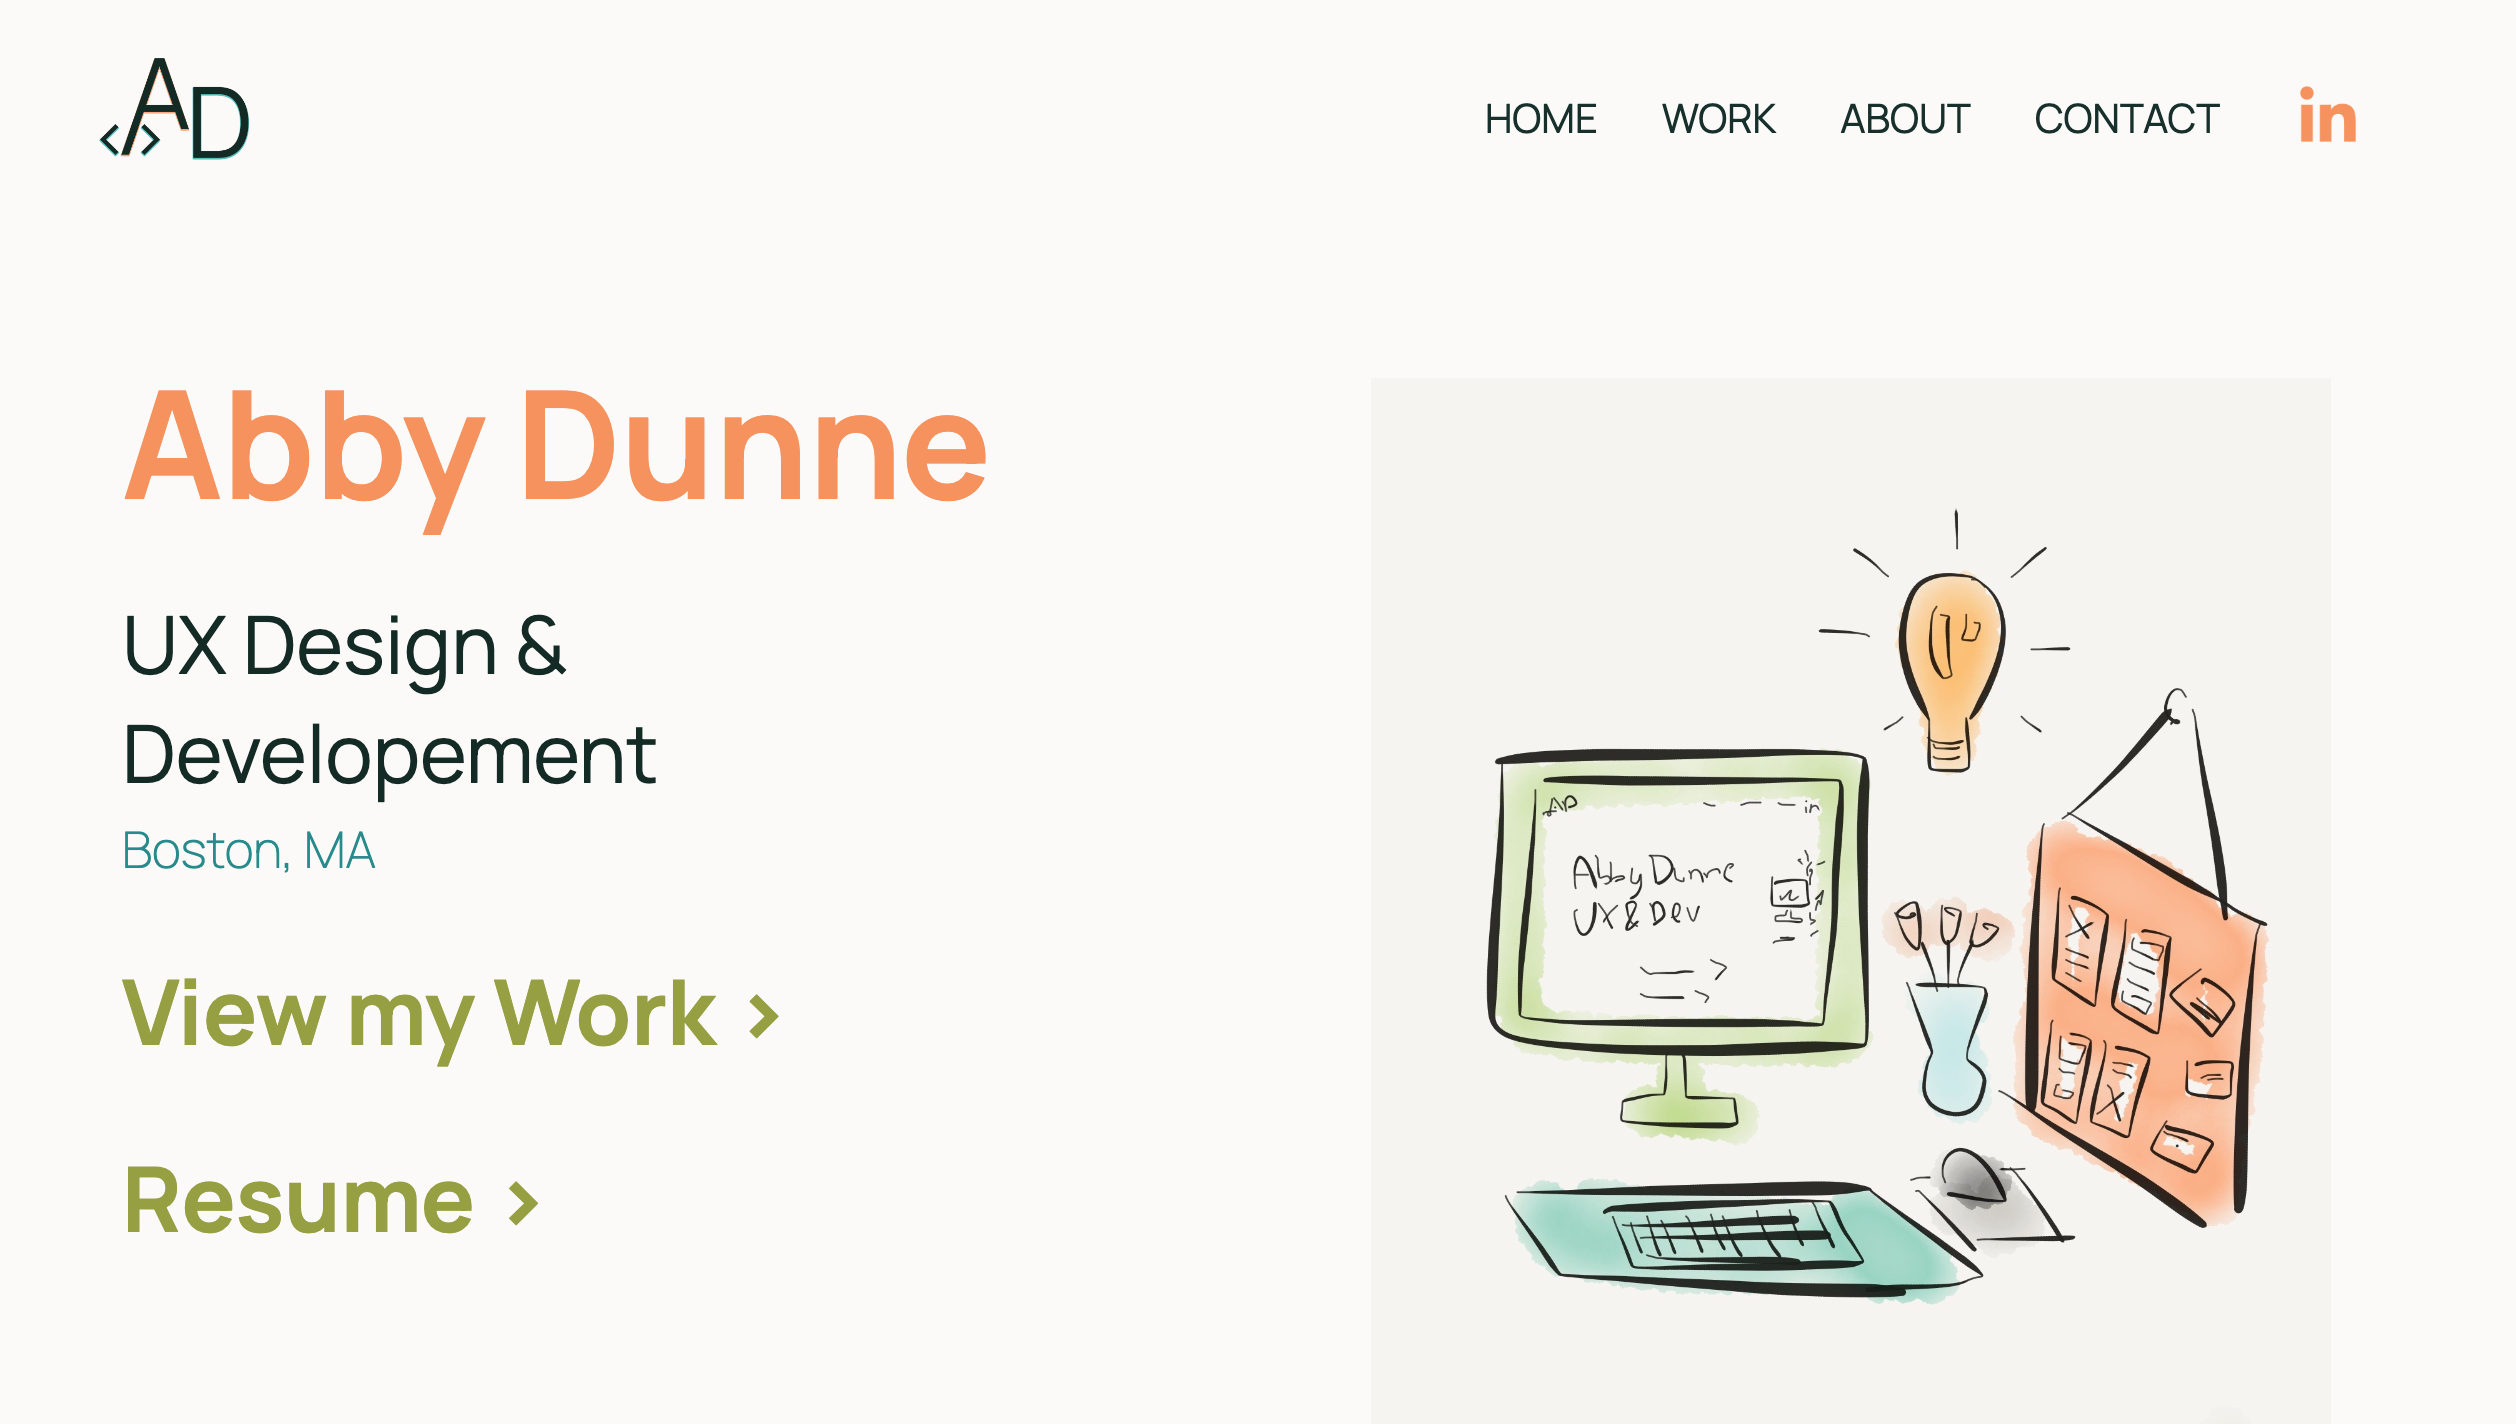 AD
</>
HOME WORK ABOUT CONTACT in
Abby Dunne
UX Design &
Developement
Boston, MA
View my Work >
Resume >
AD
in
Abby Dunne
UX & Dev